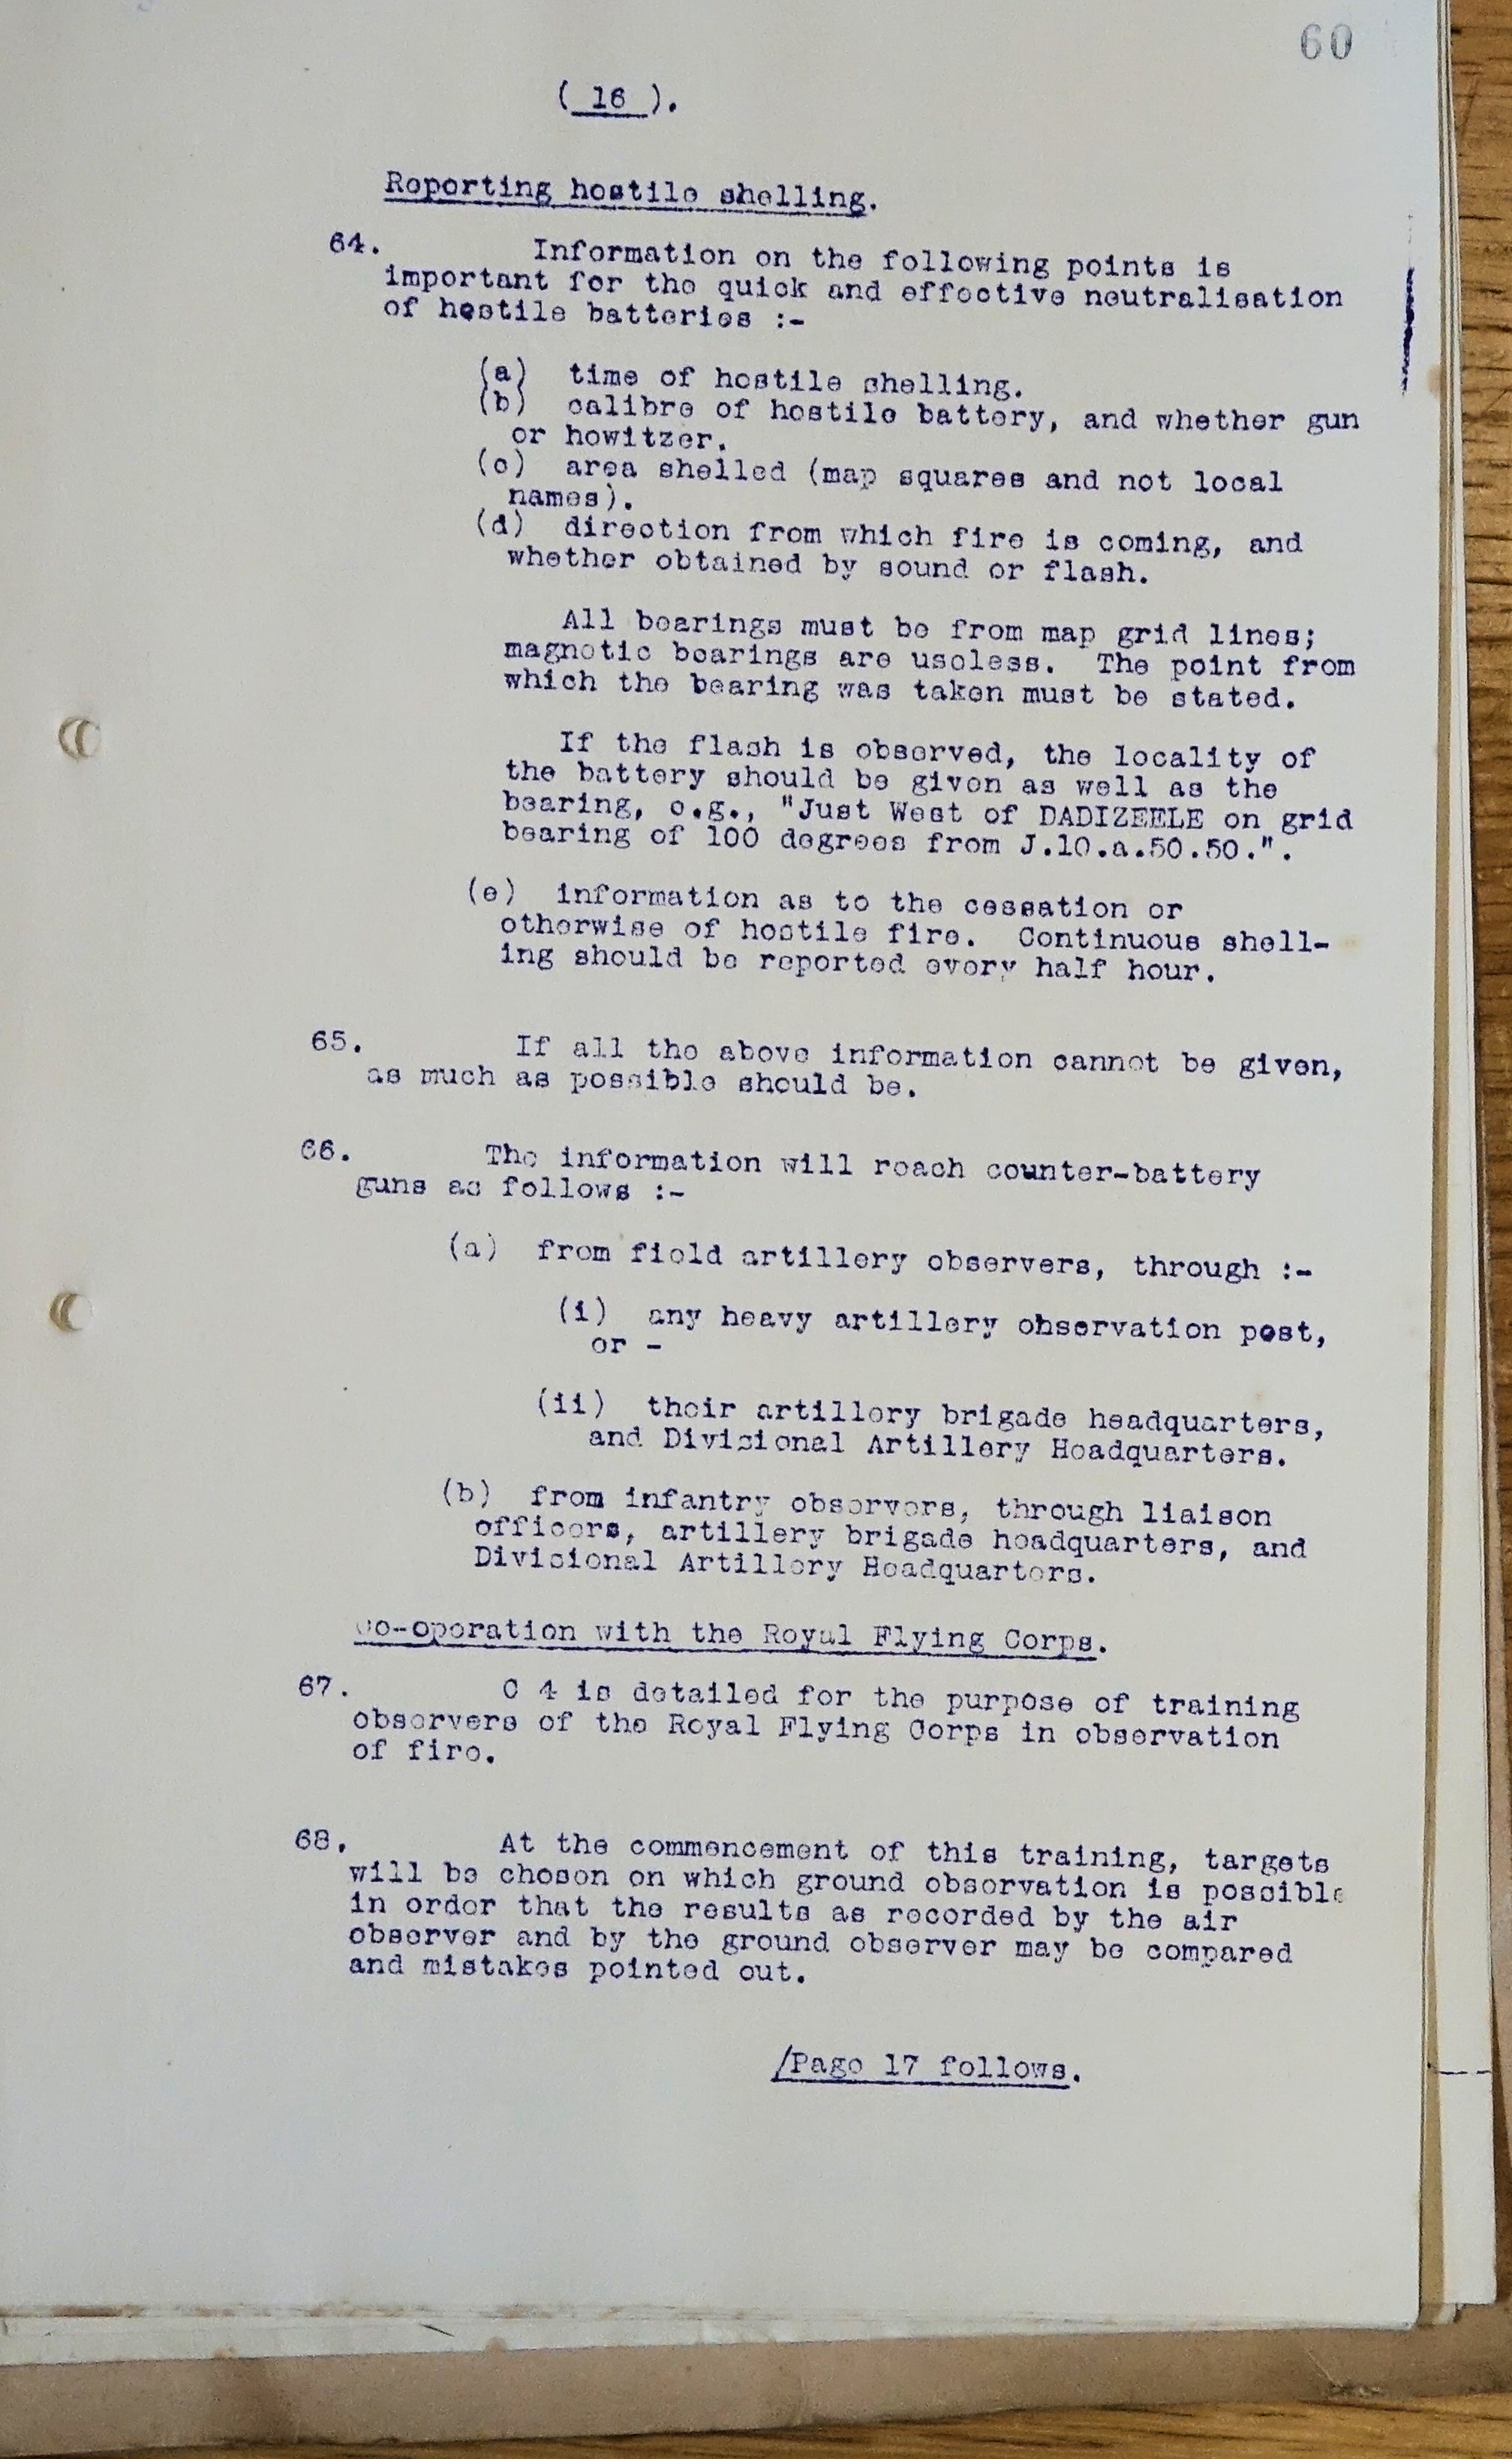 60
( 16 ).
Reporting hostile shelling.
64. Information on the following points is
important for the quick and effective neutralisation
of hostile batteries :-
(a) time of hostile shelling.
(b) calibre of hostile battery, and whether gun
or howitzer.
(c) area shelled (map squares and not local
names).
(d) direction from which fire is coming, and
whether obtained by sound or flash.
All bearings must be from map grid lines;
magnetic bearings are useless. The point from
which the bearing was taken must be stated.
If the flash is observed, the locality of
the battery should be given as well as the
bearing, e.g., "Just West of DADIZEELE on grid
bearing of 100 degrees from J.10.a.50.50.".
(e) information as to the cessation or
otherwise of hostile fire. Continuous shell-
ing should be reported every half hour.
65. If all the above information cannot be given,
as much as possible should be.
66. The information will reach counter-battery
guns as follows :-
(a) from field artillery observers, through :-
(i) any heavy artillery observation post,
or -
(ii) their artillery brigade headquarters,
and Divisional Artillery Headquarters.
(b) from infantry observers, through liaison
officers, artillery brigade headquarters, and
Divisional Artillery Headquarters.
Co-operation with the Royal Flying Corps.
67. C 4 is detailed for the purpose of training
observers of the Royal Flying Corps in observation
of fire.
68. At the commencement of this training, targets
will be chosen on which ground observation is possible
in order that the results as recorded by the air
observer and by the ground observer may be compared
and mistakes pointed out.
/Page 17 follows.